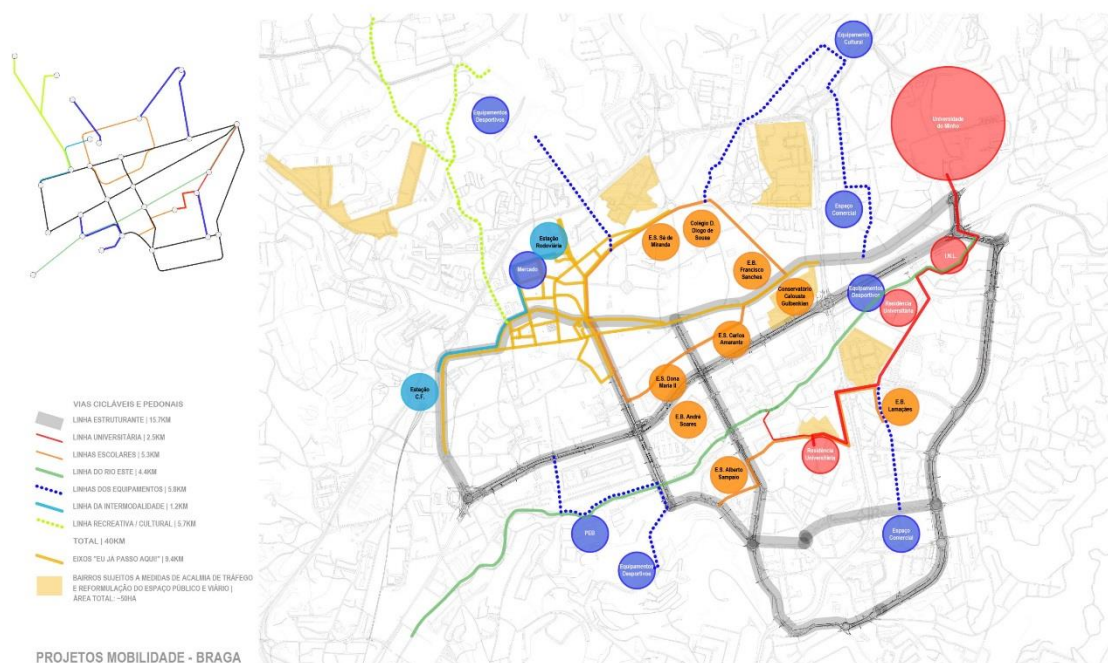 Equipamento
Cultural
Universidade
do Minho
Equipamentos
Desportivos
Espaço
Comercial
Colégio D.
Diogo de
Sousa
E.S. Sá de
Miranda
Estação
Rodoviária
Mercado
E.B.
Francisco
Sanches
I.N.L.
Conservatório
Calouste
Gulbenkian
Equipamentos
Desportivos
Residência
Universitária
E.S. Carlos
Amarante
Estação
C.F.
E.S. Dona
Maria II
E.B. André
Soares
E.B.
Lamaçães
Residência
Universitária
E.S. Alberto
Sampaio
Espaço
Comercial
Equipamentos
Desportivos
VIAS CICLÁVEIS E PEDONAIS
LINHA ESTRUTURANTE | 15.7KM
LINHA UNIVERSITÁRIA | 2.5KM
LINHAS ESCOLARES | 5.3KM
LINHA DO RIO ESTE | 4.4KM
LINHAS DOS EQUIPAMENTOS | 5.8KM
LINHA DA INTERMODALIDADE | 1.2KM
LINHA RECREATIVA / CULTURAL | 5.7KM
TOTAL | 40KM
EIXOS "EU JÁ PASSO AQUI!" | 9.4KM
BAIRROS SUJEITOS A MEDIDAS DE ACALMIA DE TRÁFEGO
E REFORMULAÇÃO DO ESPAÇO PÚBLICO E VIÁRIO |
ÁREA TOTAL: ~50HA
PROJETOS MOBILIDADE - BRAGA